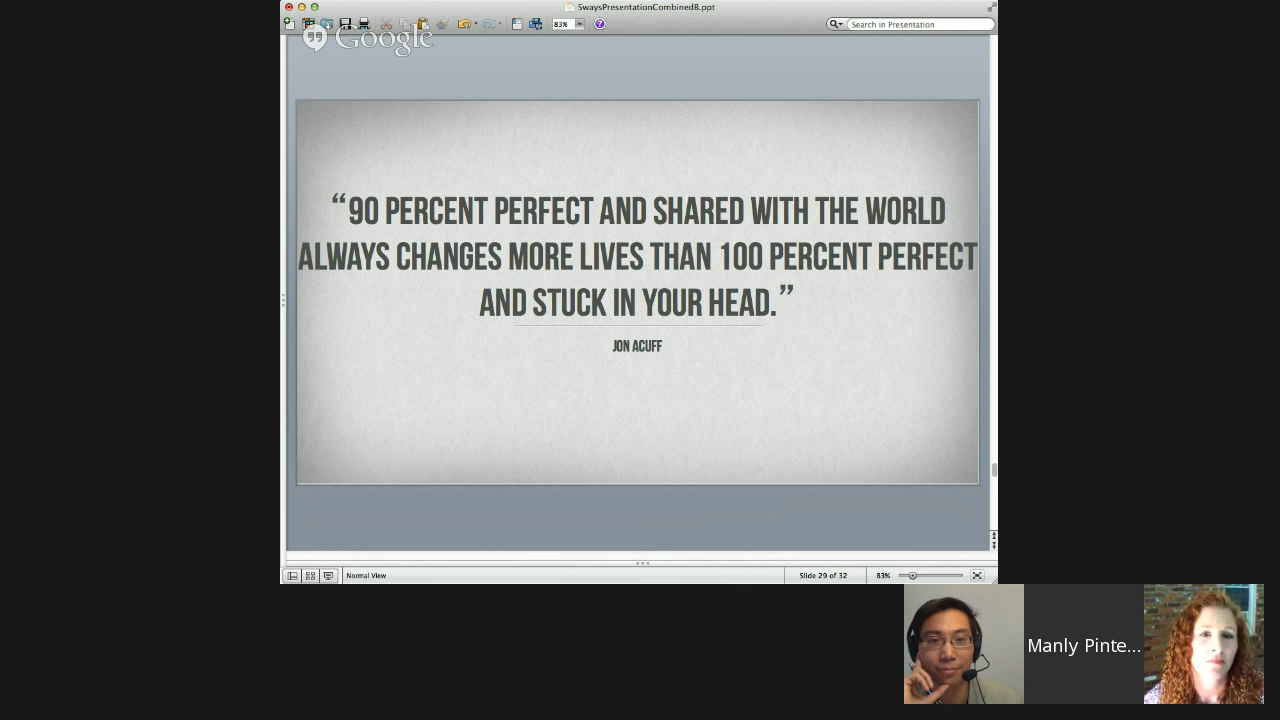 SwaysPresentationCombinedB.ppt
83%
Search in Presentation
Google
“90 PERCENT PERFECT AND SHARED WITH THE WORLD
ALWAYS CHANGES MORE LIVES THAN 100 PERCENT PERFECT
AND STUCK IN YOUR HEAD.”
JON ACUFF
Normal View
Slide 29 of 32
83%
Manly Pinte...